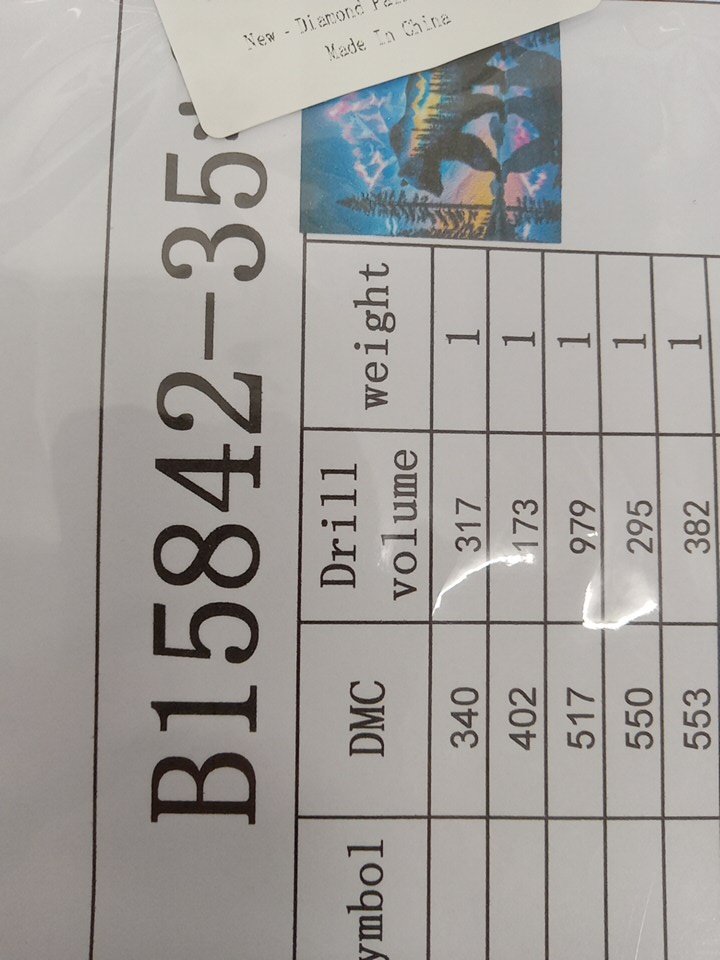 New - Diamond
Made In China
B15842-35*
DMC Drill volume weight
340 317 1
402 173 1
517 979 1
550 295 1
553 382 1